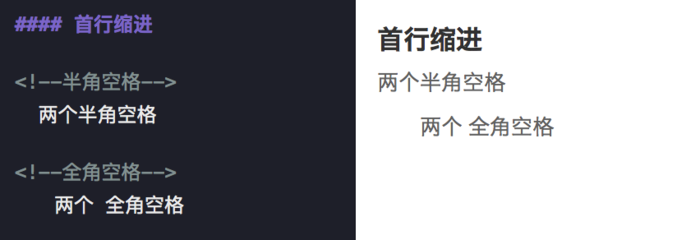 #### 首行缩进
<!--半角空格-->
  两个半角空格
<!--全角空格-->
  两个 全角空格
首行缩进
两个半角空格
  两个 全角空格